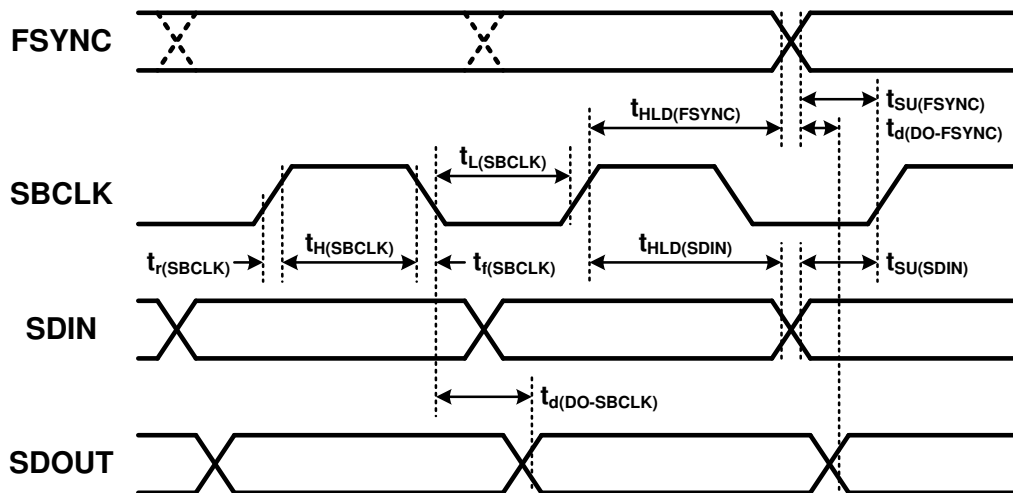 FSYNC
tSU(FSYNC)
tHLD(FSYNC)
td(DO-FSYNC)
tL(SBCLK)
SBCLK
tr(SBCLK)
tH(SBCLK)
tf(SBCLK)
tHLD(SDIN)
tSU(SDIN)
SDIN
td(DO-SBCLK)
SDOUT